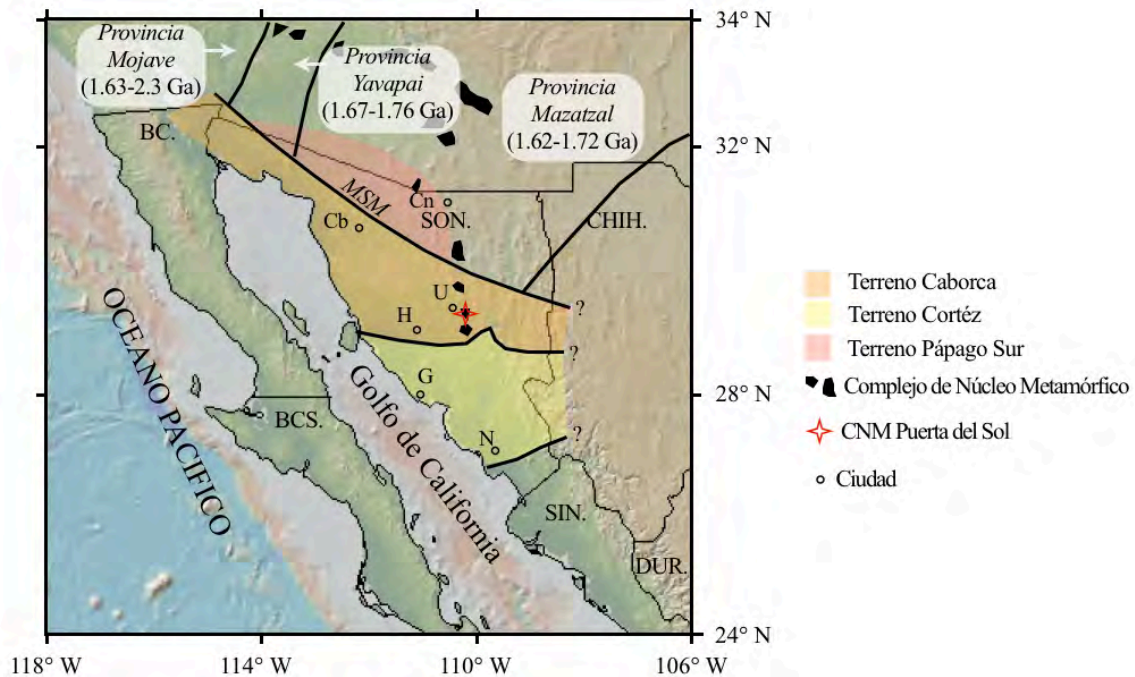 Provincia
Mojave
(1.63-2.3 Ga)
Provincia
Yavapai
(1.67-1.76 Ga)
Provincia
Mazatzal
(1.62-1.72 Ga)
34° N
32° N
28° N
24° N
BC.
MSM
Cn
SON.
CHIH.
Cb
U
H
?
?
?
G
N
BCS.
SIN.
DUR.
OCEANO PACIFICO
Golfo de California
118° W
114° W
110° W
106° W
Terreno Caborca
Terreno Cortéz
Terreno Pápago Sur
Complejo de Núcleo Metamórfico
CNM Puerta del Sol
Ciudad